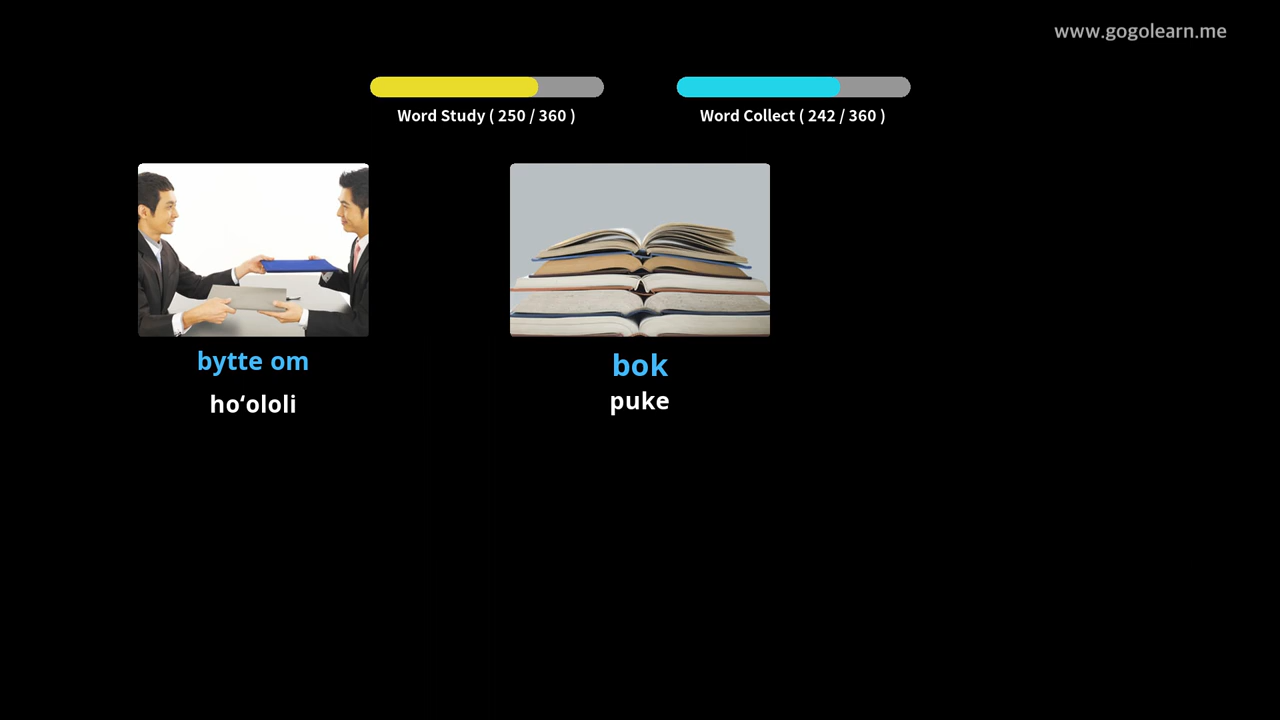 www.gogolearn.me
Word Study ( 250 / 360 )
Word Collect ( 242 / 360 )
bytte om
hoʻololi
bok
puke